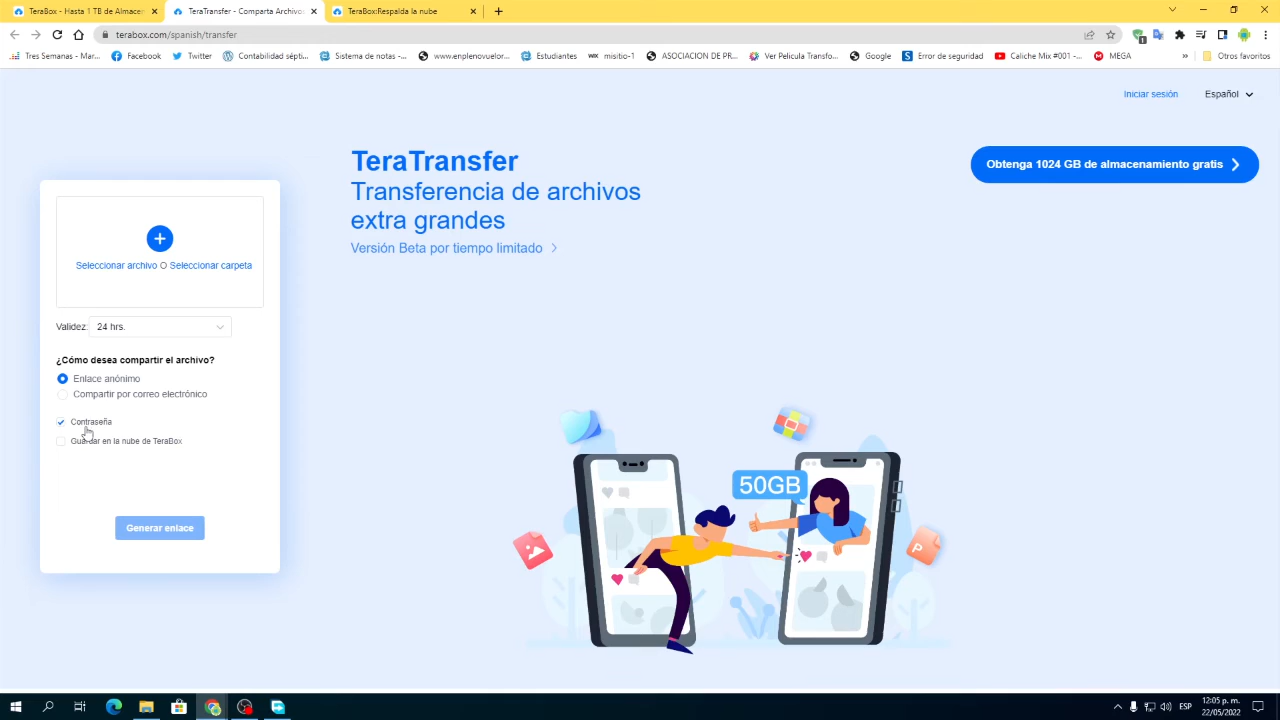 TeraBox - Hasta 1 TB de Almacen
TeraTransfer - Comparta Archivo
TeraBox:Respalda la nube
terabox.com/spanish/transfer
Tres Semanas - Mar...
Facebook
Twitter
Contabilidad sépti...
Sistema de notas -...
www.enplenovuelor...
Estudiantes
WIX misitio-1
ASOCIACION DE PR...
Ver Pelicula Transfo...
Google
Error de seguridad
Caliche Mix #001 -...
MEGA
»
Otros favoritos
Iniciar sesión
Español
TeraTransfer
Transferencia de archivos
extra grandes
Versión Beta por tiempo limitado
Obtenga 1024 GB de almacenamiento gratis
Seleccionar archivo O Seleccionar carpeta
Validez: 24 hrs.
¿Cómo desea compartir el archivo?
Enlace anónimo
Compartir por correo electrónico
Contraseña
Guardar en la nube de TeraBox
Generar enlace
50GB
P
ESP
12:05 p. m.
22/05/2022